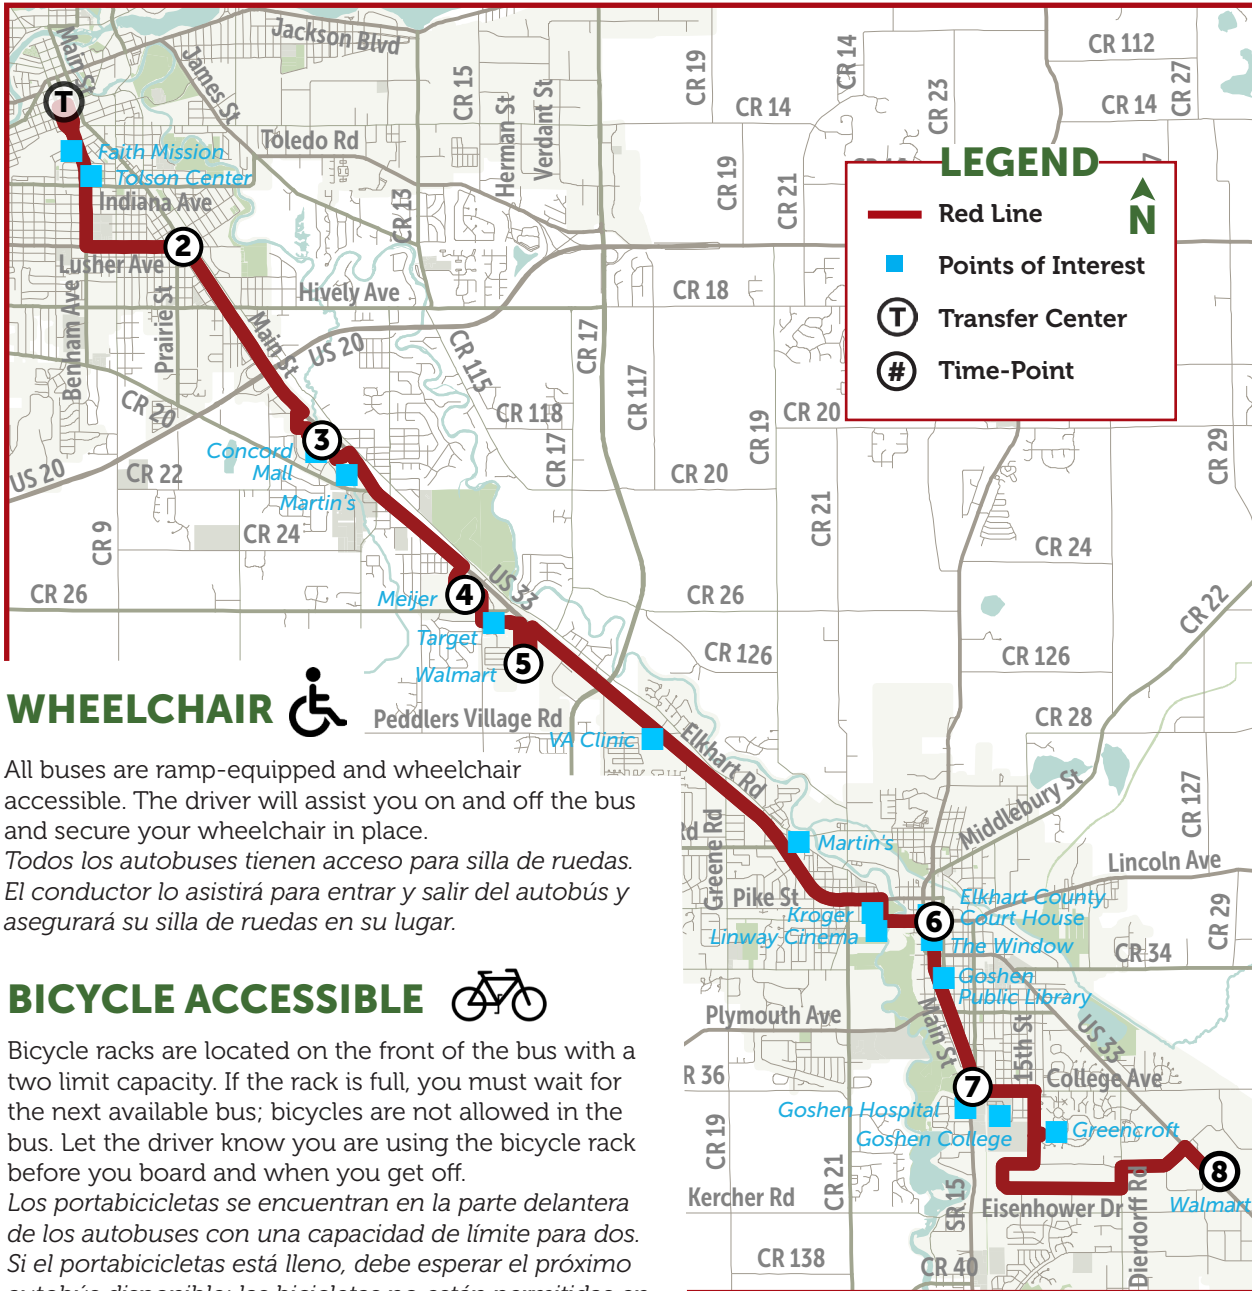 Jackson Blvd
Main St
James St
CR 15
Herman St
Verdant St
CR 19
CR 14
CR 14
CR 23
CR 112
CR 27
CR 14
T
Toledo Rd
Faith Mission
Tolson Center
Indiana Ave
CR 13
CR 19
CR 21
LEGEND
N
Red Line
Points of Interest
T Transfer Center
# Time-Point
2
Lusher Ave
Benham Ave
Prairie St
Hively Ave
Main St
US 20
CR 115
CR 17
CR 18
CR 117
CR 20
CR 118
CR 17
CR 19
CR 20
CR 29
3
Concord
Mall
Martin's
US 20
CR 22
CR 20
CR 21
CR 9
CR 24
CR 24
CR 26
Meijer
4
US 33
CR 26
CR 22
Target
5
Walmart
CR 126
CR 126
Peddlers Village Rd
VA Clinic
CR 28
WHEELCHAIR
All buses are ramp-equipped and wheelchair
accessible. The driver will assist you on and off the bus
and secure your wheelchair in place.
Todos los autobuses tienen acceso para silla de ruedas.
El conductor lo asistirá para entrar y salir del autobús y
asegurará su silla de ruedas en su lugar.
Elkhart Rd
Middlebury St
CR 127
Rd
Greene Rd
Martin's
Lincoln Ave
Pike St
Kroger
Linway Cinema
6
Elkhart County
Court House
The Window
CR 34
CR 29
Goshen
Public Library
BICYCLE ACCESSIBLE
Bicycle racks are located on the front of the bus with a
two limit capacity. If the rack is full, you must wait for
the next available bus; bicycles are not allowed in the
bus. Let the driver know you are using the bicycle rack
before you board and when you get off.
Los portabicicletas se encuentran en la parte delantera
de los autobuses con una capacidad de límite para dos.
Si el portabicicletas está lleno, debe esperar el próximo
autobús disponible; las bicicletas no están permitidas en
Plymouth Ave
Main St
15th St
US 33
R 36
7
College Ave
Goshen Hospital
Goshen College
Greencroft
CR 19
CR 21
8
Walmart
Kercher Rd
SR 15
Eisenhower Dr
Dierdorff Rd
CR 138
CR 40